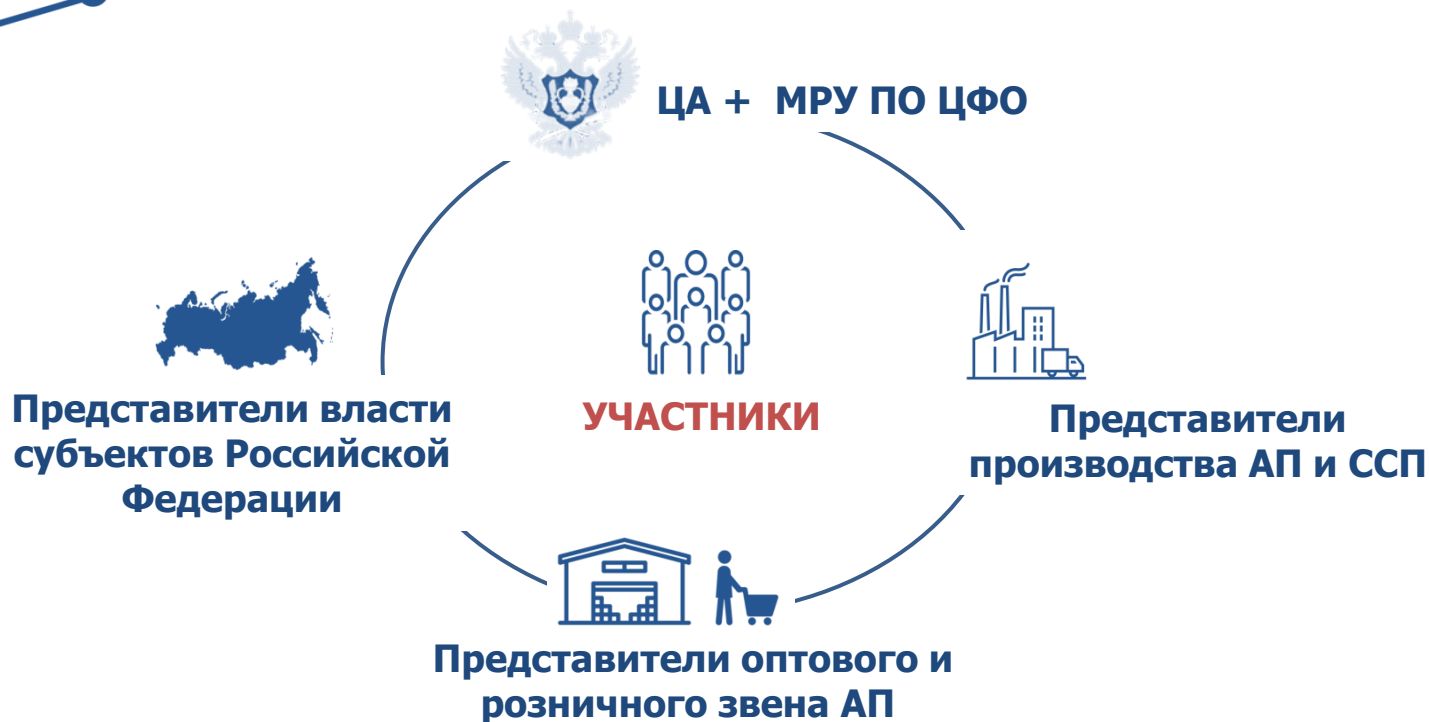 ЦА + МРУ ПО ЦФО
Представители власти
субъектов Российской
Федерации
УЧАСТНИКИ
Представители
производства АП и ССП
Представители оптового и
розничного звена АП